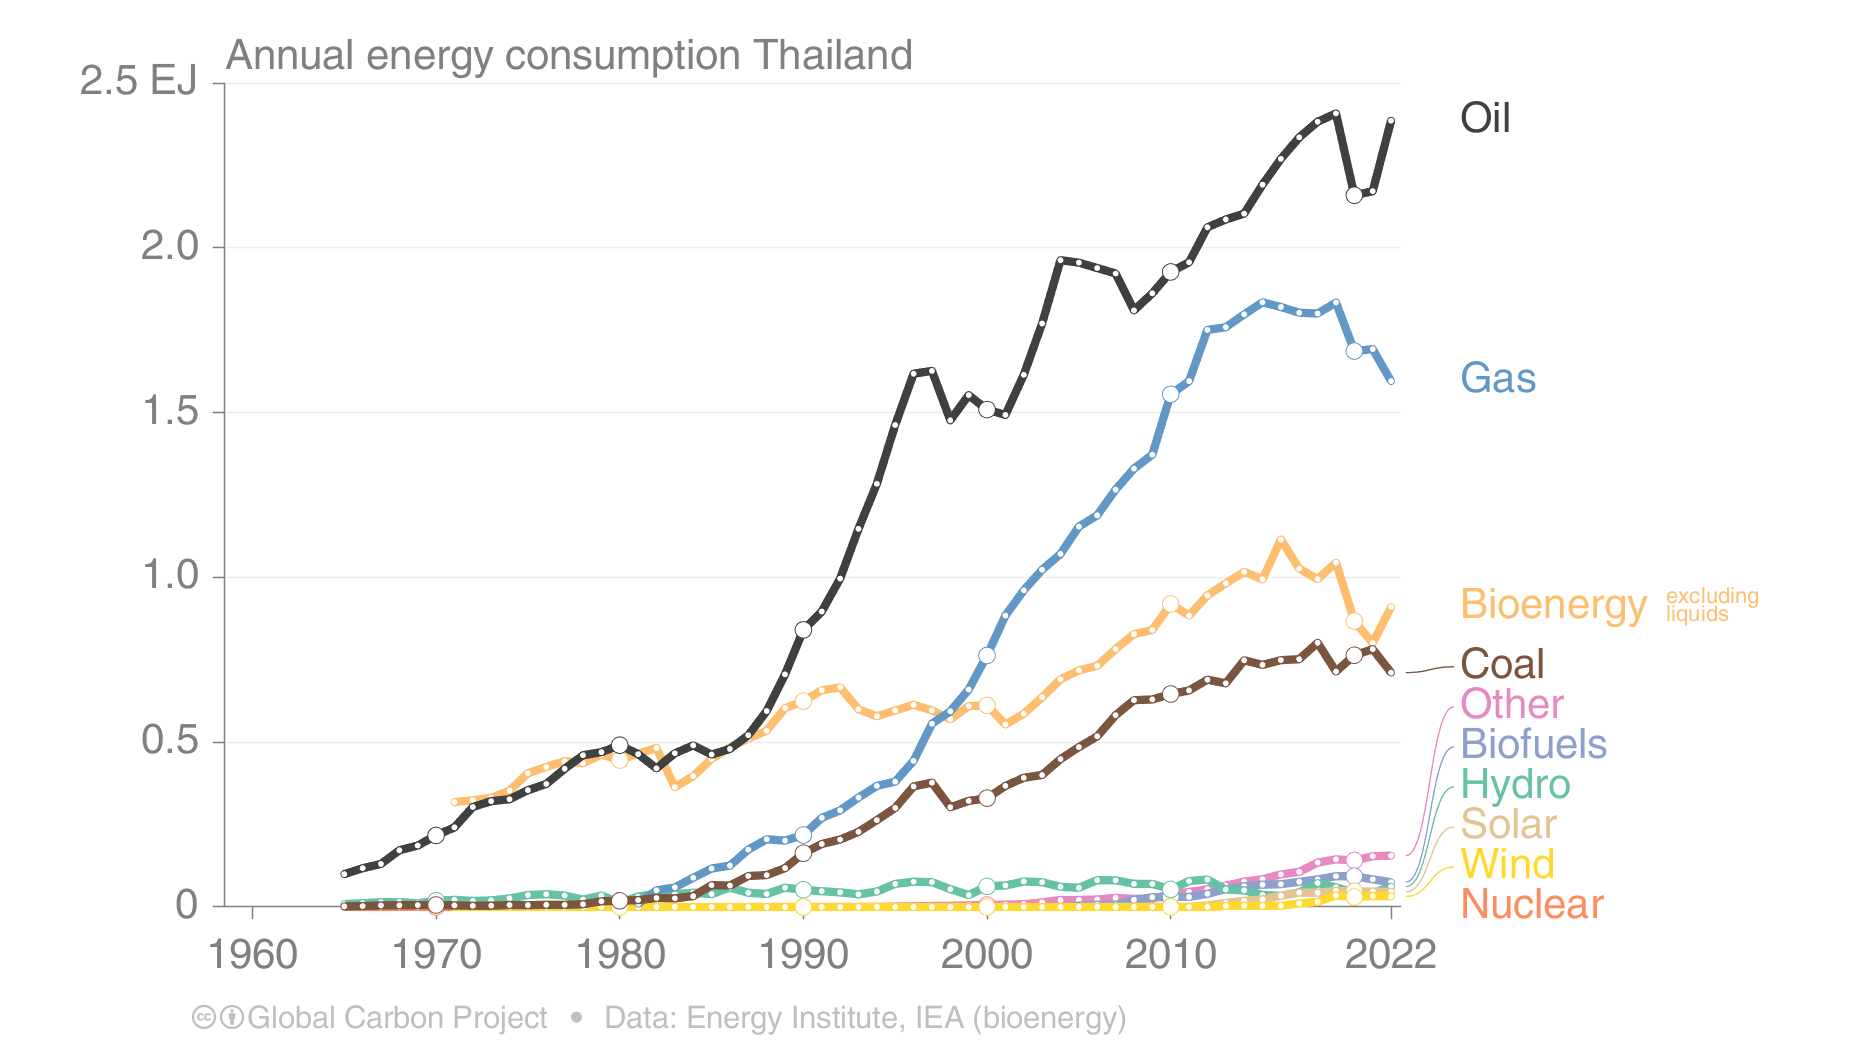 Annual energy consumption Thailand
2.5 EJ
2.0
1.5
1.0
0.5
0
1960 1970 1980 1990 2000 2010 2022
Oil
Gas
Bioenergy excluding liquids
Coal
Other
Biofuels
Hydro
Solar
Wind
Nuclear
cc Global Carbon Project • Data: Energy Institute, IEA (bioenergy)